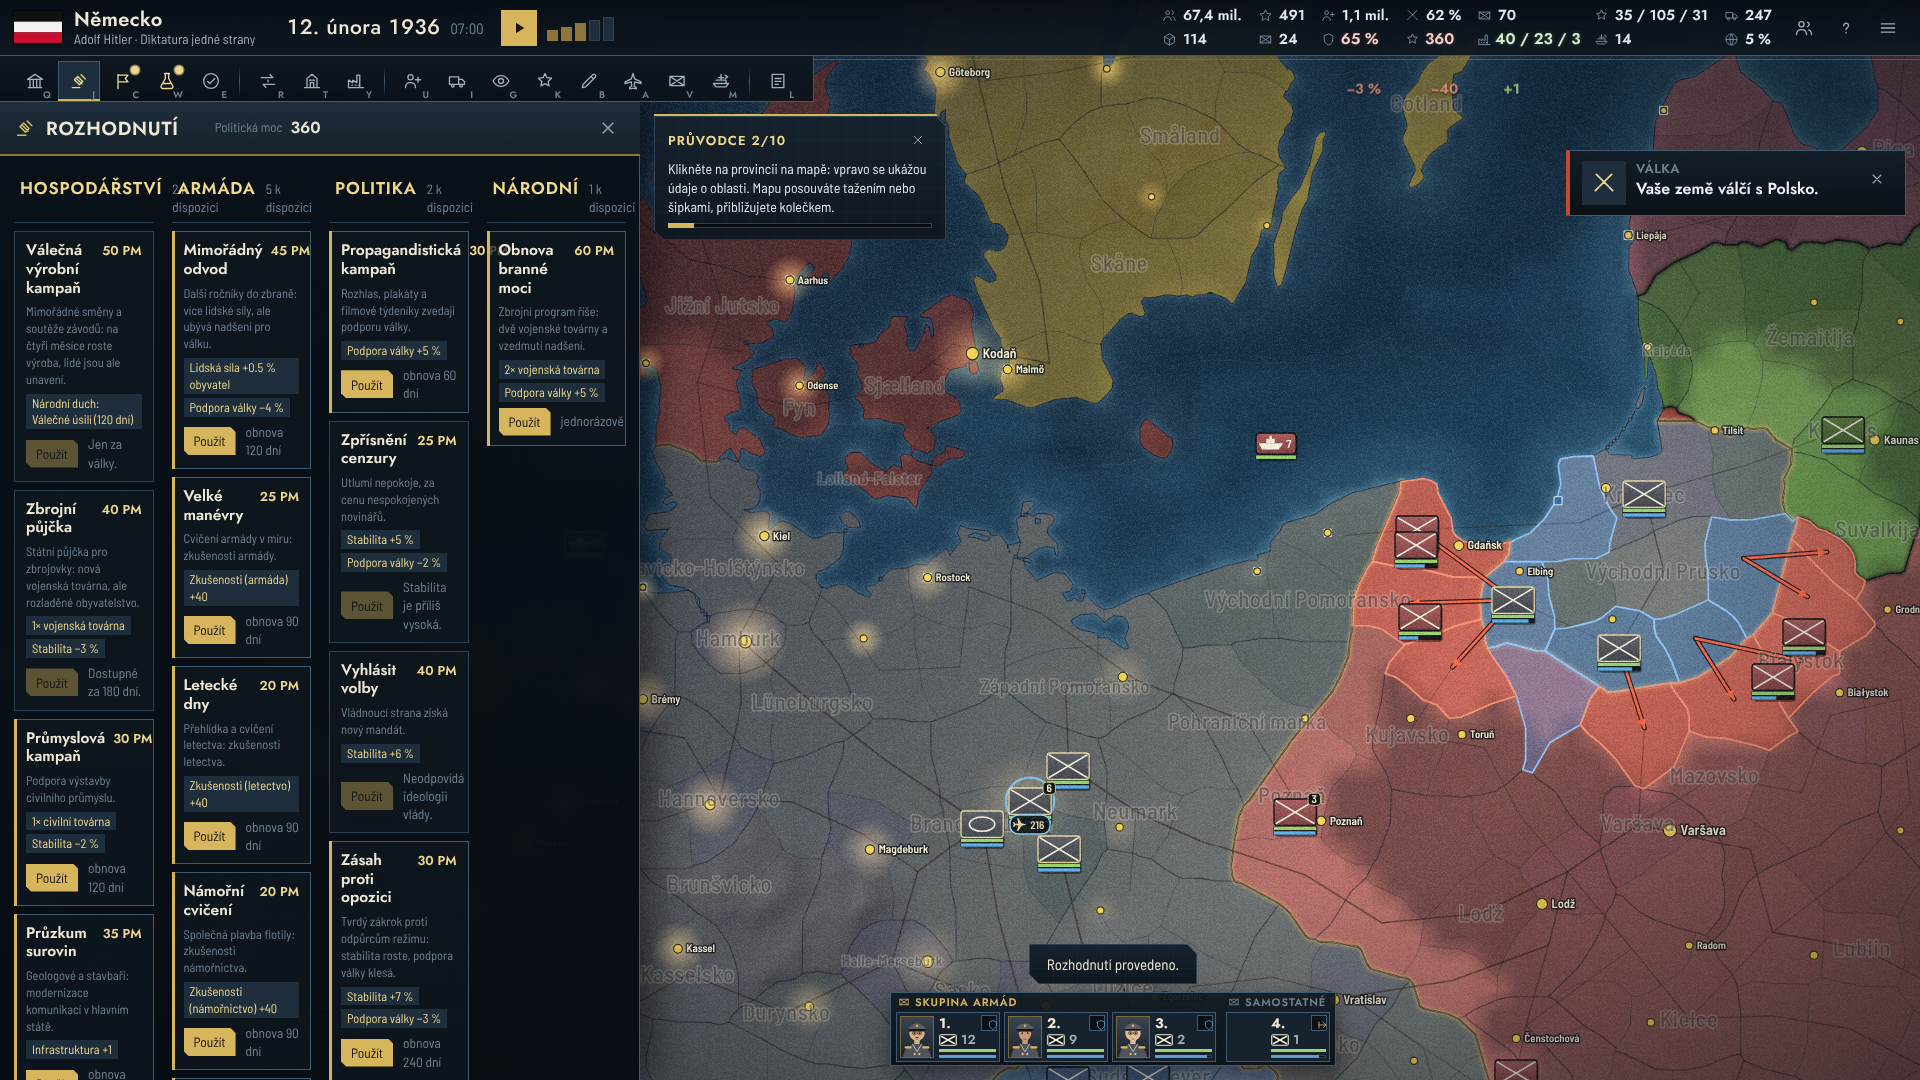 Německo
Adolf Hitler · Diktatura jedné strany
12. února 1936 07:00
67,4 mil. 491 1,1 mil. 62 % 70 35 / 105 / 31 247
114 24 65 % 360 40 / 23 / 3 14 5 %
?
Q I C W E R T Y U I G K B A V M L
ROZHODNUTÍ
Politická moc 360
−3 % −40 +1
HOSPODÁŘSTVÍ
dispozici
ARMÁDA 5 k
dispozici
POLITIKA 2 k
dispozici
NÁRODNÍ 1 k
dispozici
Válečná výrobní kampaň 50 PM
Mimořádné směny a
soutěže závodů: na
čtyři měsíce roste
výroba, lidé jsou ale
unavení.
Národní duch:
Válečné úsilí (120 dní)
Použít
Jen za
války.
Zbrojní půjčka 40 PM
Státní půjčka pro
zbrojovky: nová
vojenská továrna, ale
rozladěné obyvatelstvo.
1× vojenská továrna
Stabilita −3 %
Použít
Dostupné
za 180 dní.
Průmyslová kampaň 30 PM
Podpora výstavby
civilního průmyslu.
1× civilní továrna
Stabilita −2 %
Použít
obnova
120 dní
Průzkum surovin 35 PM
Geologové a stavbaři:
modernizace
komunikací v hlavním
státě.
Infrastruktura +1
obnova
Mimořádný odvod 45 PM
Další ročníky do zbraně:
více lidské síly, ale
ubývá nadšení pro
válku.
Lidská síla +0.5 %
obyvatel
Podpora války −4 %
Použít
obnova
120 dní
Velké manévry 25 PM
Cvičení armády v míru:
zkušenosti armády.
Zkušenosti (armáda)
+40
Použít
obnova 90
dní
Letecké dny 20 PM
Přehlídka a cvičení
letectva: zkušenosti
letectva.
Zkušenosti (letectvo)
+40
Použít
obnova 90
dní
Námořní cvičení 20 PM
Společná plavba flotily:
zkušenosti
námořnictva.
Zkušenosti
(námořnictvo) +40
Použít
obnova 90
dní
Propagandistická kampaň 30
Rozhlas, plakáty a
filmové týdeníky zvedají
podporu války.
Podpora války +5 %
Použít
obnova 60
dní
Zpřísnění cenzury 25 PM
Utlumí nepokoje, za
cenu nespokojených
novinářů.
Stabilita +5 %
Podpora války −2 %
Použít
Stabilita
je příliš
vysoká.
Vyhlásit volby 40 PM
Vládnoucí strana získá
nový mandát.
Stabilita +6 %
Použít
Neodpovídá
ideologii
vlády.
Zásah proti opozici 30 PM
Tvrdý zákrok proti
odpůrcům režimu:
stabilita roste, podpora
války klesá.
Stabilita +7 %
Podpora války −3 %
Použít
obnova
240 dní
Obnova branné moci 60 PM
Zbrojní program říše:
dvě vojenské továrny a
vzedmutí nadšení.
2× vojenská továrna
Podpora války +5 %
Použít
jednorázově
PRŮVODCE 2/10
Klikněte na provincii na mapě: vpravo se ukážou
údaje o oblasti. Mapu posouváte tažením nebo
šipkami, přibližujete kolečkem.
VÁLKA
Vaše země válčí s Polsko.
Göteborg
Gotland
Småland
Riga
Liepāja
Skåne
Jižní Jutsko
Aarhus
Kodaň
Malmö
Odense
Sjælland
Fyn
Lolland-Falster
Žemaitija
Klaipėda
Tilsit
Kaunas
Suvalkija
7
Kiel
Rostock
Gdaňsk
Elbing
Východní Prusko
Východní Pomořansko
Grodn
Hamburk
Západní Pomořansko
Białystok
Białystok
Brémy
Lüneburgsko
Pohraniční marka
Kujavsko
Toruň
Mazovsko
Hannoversko
6
216
Neumark
Poznaň
3
Poznaň
Varšava
Varšava
Magdeburk
Brunšvicko
Lodž
Lodž
Kassel
Kasselsko
Halle-Merseburk
Radom
Lublin
Durynsko
Vratislav
Kielce
Čenstochová
Rozhodnutí provedeno.
SKUPINA ARMÁD
SAMOSTATNÉ
1. 12
2. 9
3. 2
4. 1